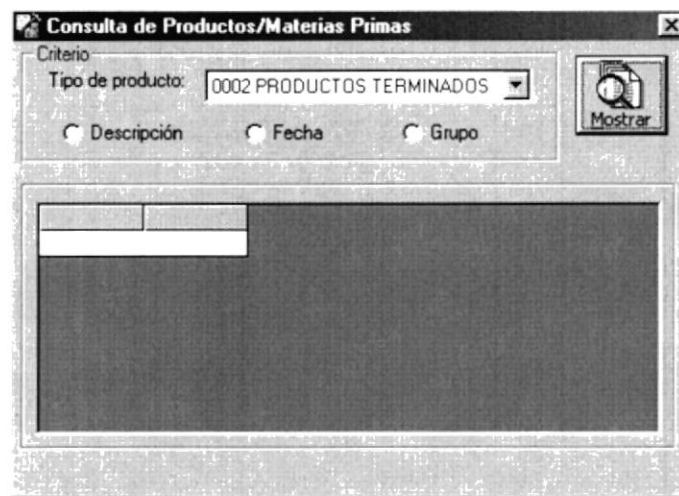 Consulta de Productos/Materias Primas
Criterio
Tipo de producto: 0002 PRODUCTOS TERMINADOS
Mostrar
Descripción Fecha Grupo